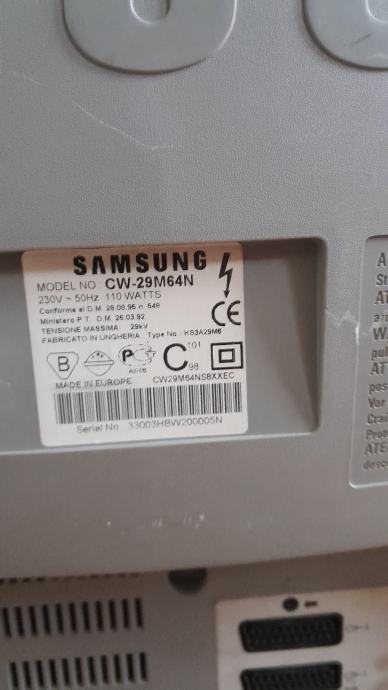 SAMSUNG
MODEL NO CW-29M64N
230V ~ 50Hz 110 WATTS
Conforme al D.M. 28.08.95 n. 548
Ministero P T. D.M. 26.03.92.
TENSIONE MASSIMA: 29kV
FABRICATO IN UNGHERIA Type No : KS3A29M6
CE
B
C 101 98
MADE IN EUROPE CW29M64NS8XXEC
Serial No 33003HBW200005N